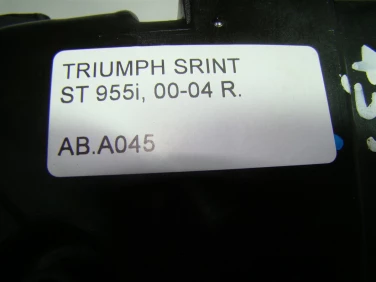 TRIUMPH SRINT
ST 955i, 00-04 R.
AB.A045